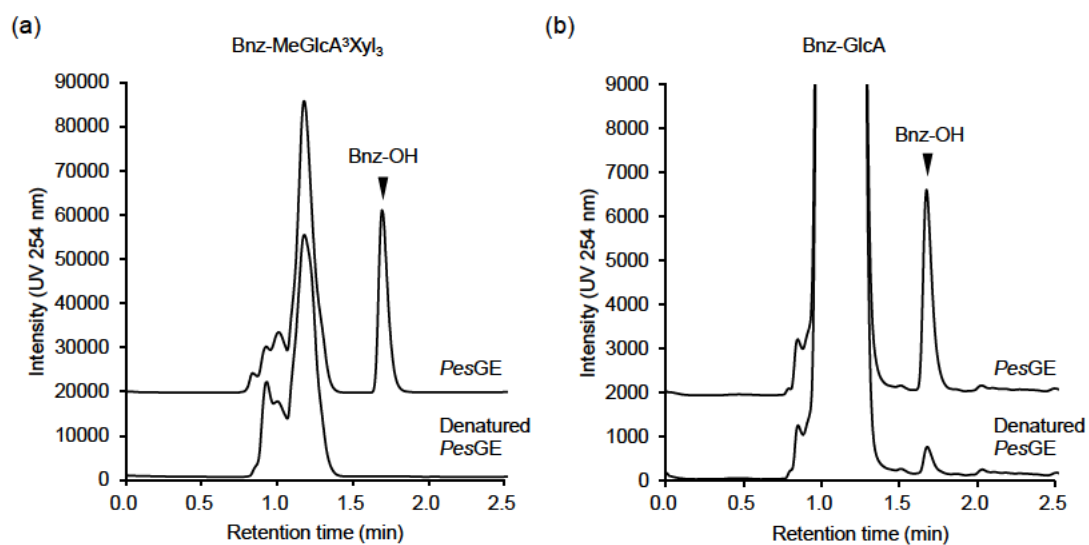 (a)
Bnz-MeGlcA³Xyl₃
90000
80000
70000
60000
50000
40000
30000
20000
10000
0
Intensity (UV 254 nm)
Bnz-OH
PesGE
Denatured
PesGE
0.0 0.5 1.0 1.5 2.0 2.5
Retention time (min)
(b)
Bnz-GlcA
9000
8000
7000
6000
5000
4000
3000
2000
1000
0
Intensity (UV 254 nm)
Bnz-OH
PesGE
Denatured
PesGE
0.0 0.5 1.0 1.5 2.0 2.5
Retention time (min)